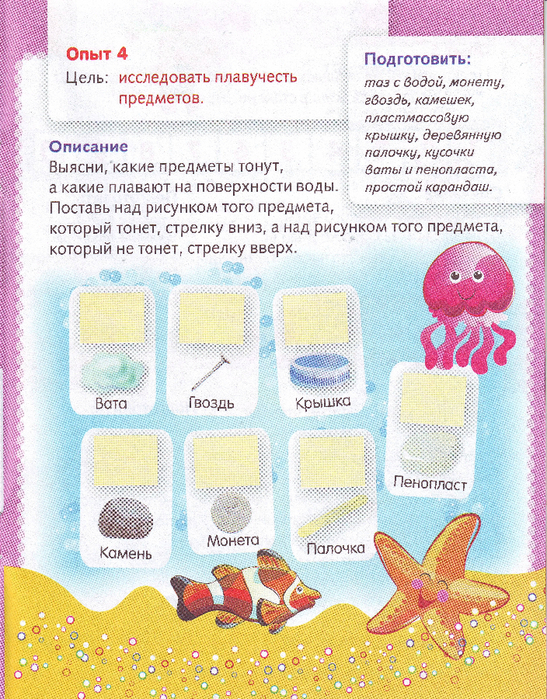 Опыт 4
Цель: исследовать плавучесть
предметов.
Подготовить:
таз с водой, монету,
гвоздь, камешек,
пластмассовую
крышку, деревянную
палочку, кусочки
ваты и пенопласта,
простой карандаш.
Описание
Выясни, какие предметы тонут,
а какие плавают на поверхности воды.
Поставь над рисунком того предмета,
который тонет, стрелку вниз, а над рисунком того предмета,
который не тонет, стрелку вверх.
Вата
Гвоздь
Крышка
Пенопласт
Камень
Монета
Палочка